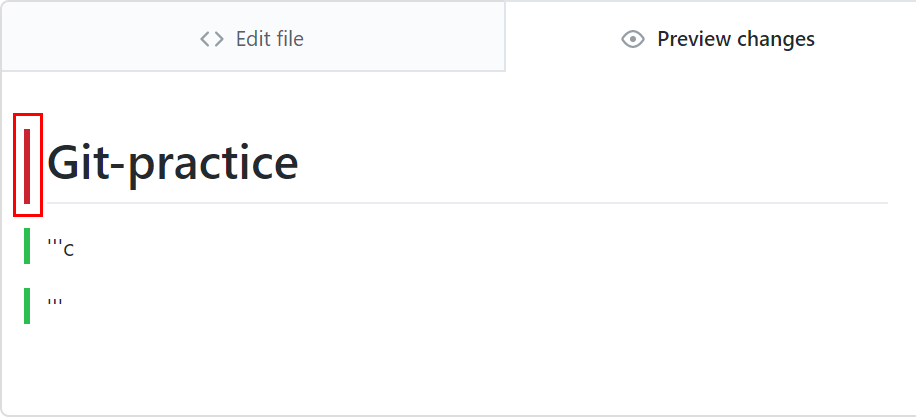 Edit file
Preview changes
Git-practice
'''c
'''